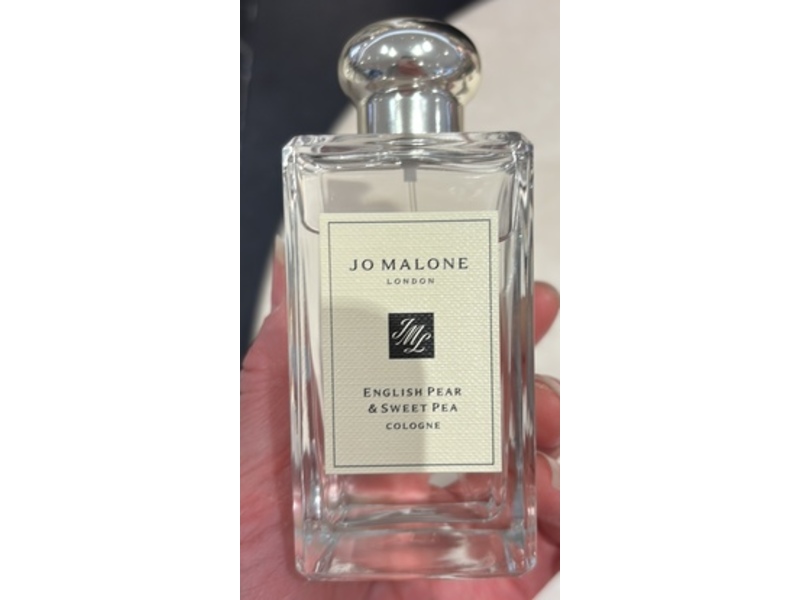 JO MALONE
LONDON
JML
ENGLISH PEAR
& SWEET PEA
COLOGNE